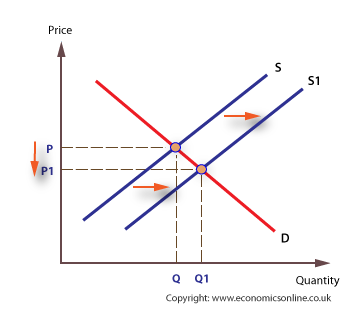 Price
S
S1
P
P1
D
Q Q1
Quantity
Copyright: www.economicsonline.co.uk